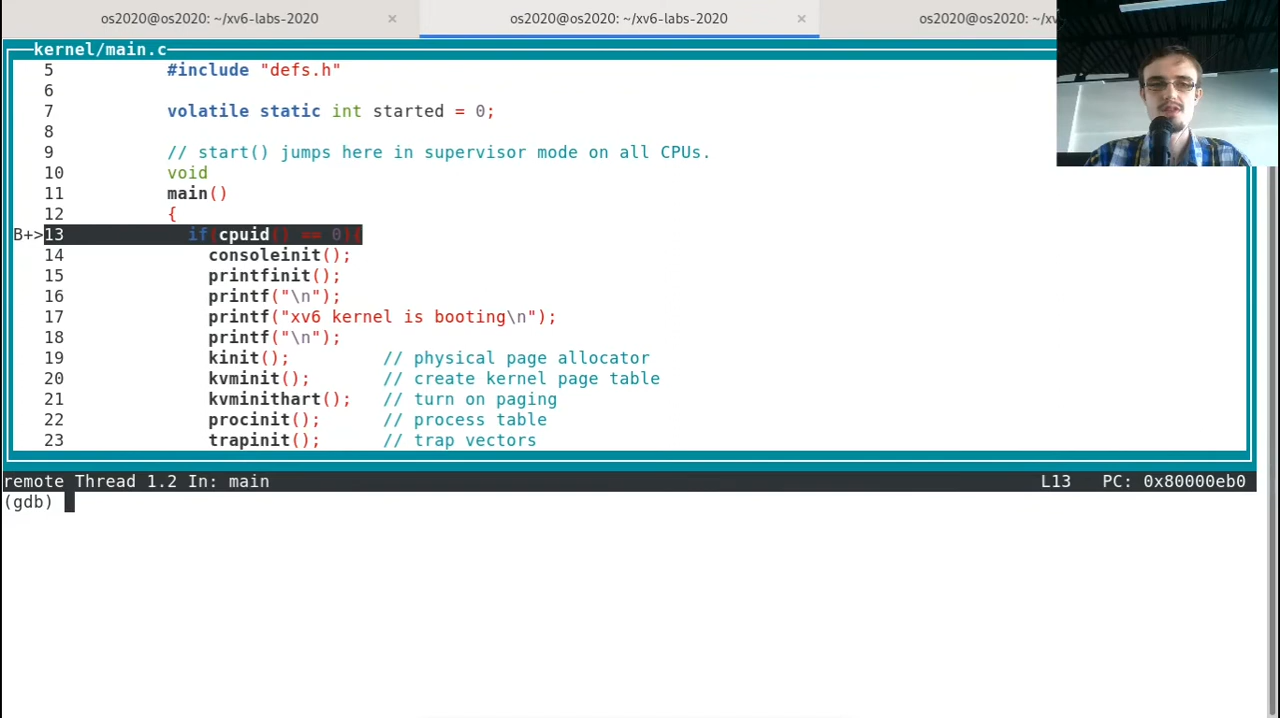 os2020@os2020: ~/xv6-labs-2020 × os2020@os2020: ~/xv6-labs-2020 × os2020@os2020: ~/xv
kernel/main.c
5 #include "defs.h"
6
7 volatile static int started = 0;
8
9 // start() jumps here in supervisor mode on all CPUs.
10 void
11 main()
12 {
B+>13 if(cpuid() == 0){
14 consoleinit();
15 printfinit();
16 printf("\n");
17 printf("xv6 kernel is booting\n");
18 printf("\n");
19 kinit(); // physical page allocator
20 kvminit(); // create kernel page table
21 kvminithart(); // turn on paging
22 procinit(); // process table
23 trapinit(); // trap vectors
remote Thread 1.2 In: main L13 PC: 0x80000eb0
(gdb)